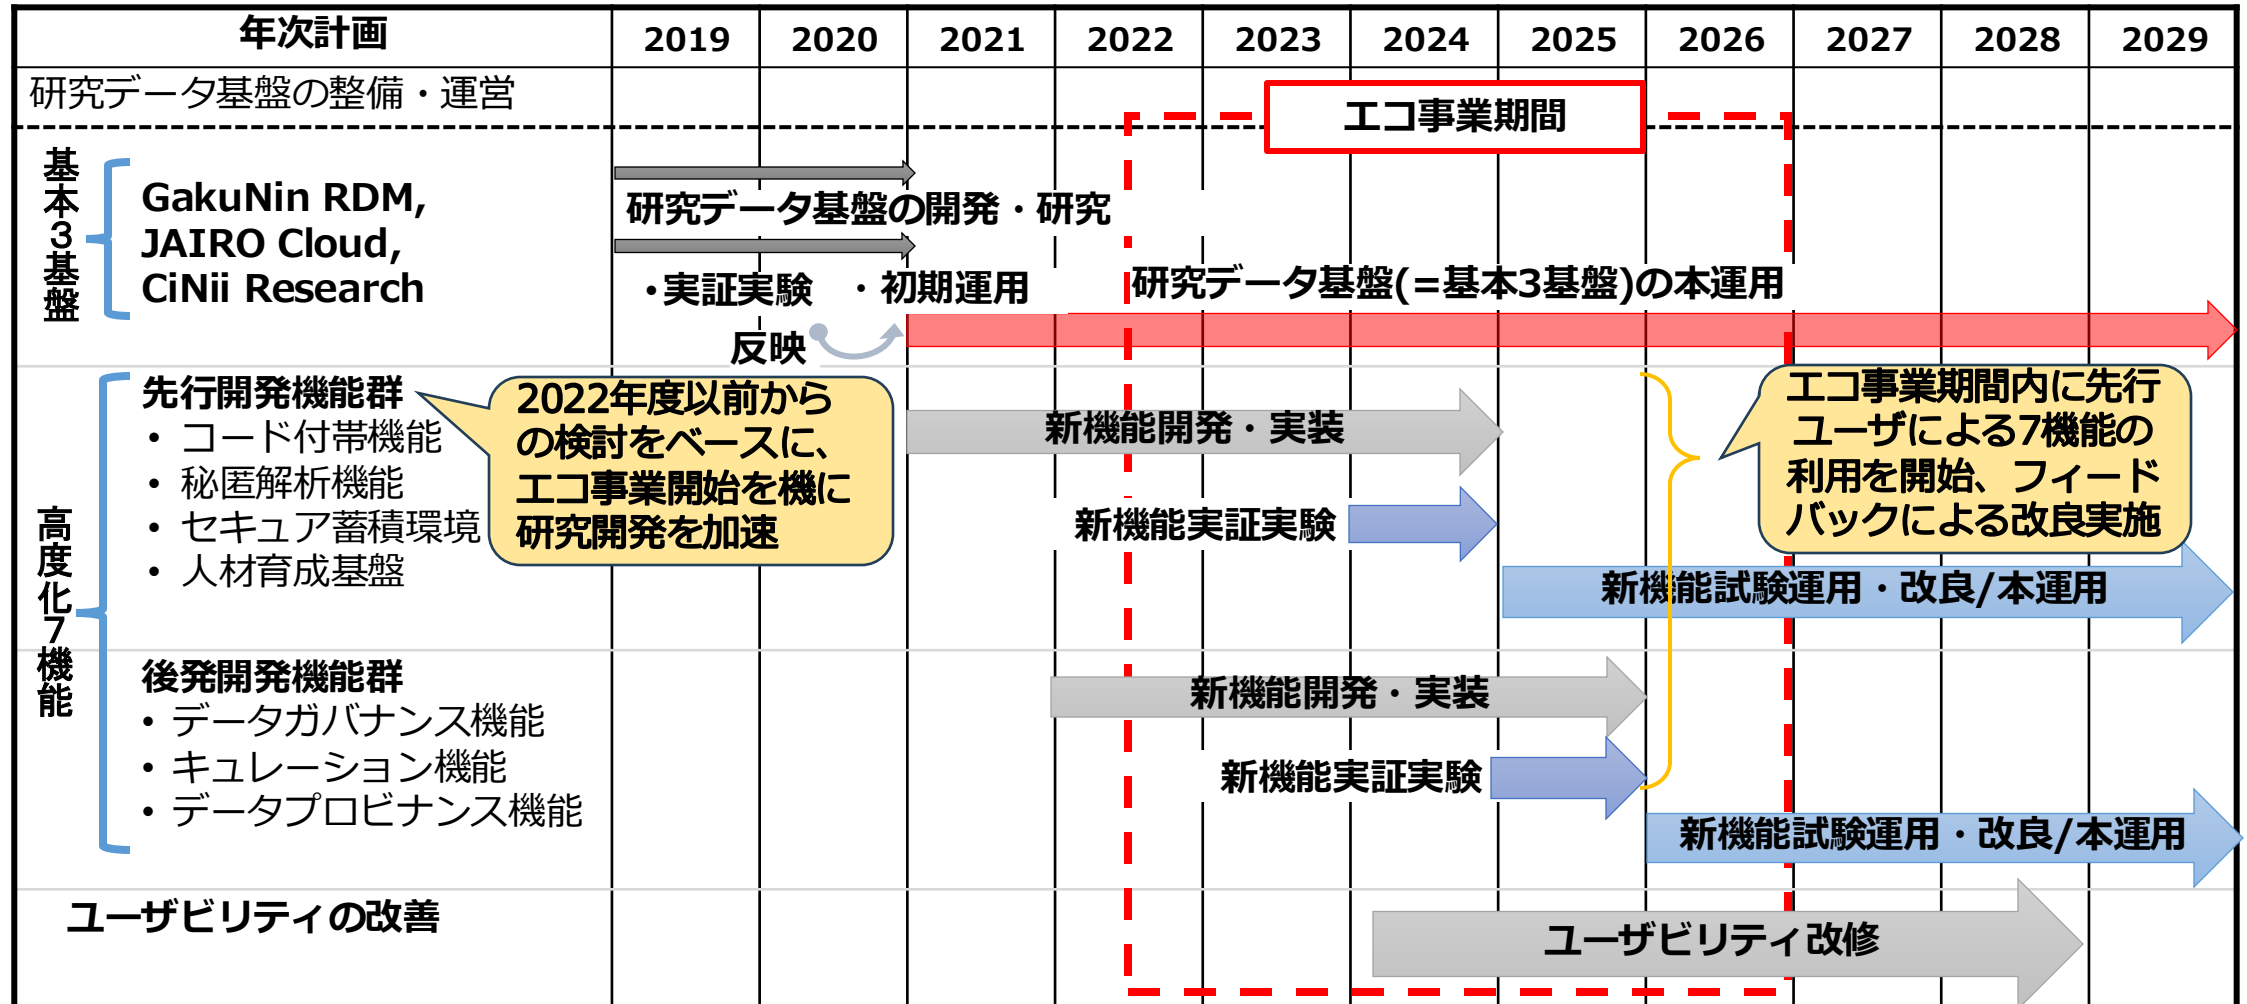 年次計画 2019 2020 2021 2022 2023 2024 2025 2026 2027 2028 2029
研究データ基盤の整備・運営
エコ事業期間
基本3基盤
GakuNin RDM,
JAIRO Cloud,
CiNii Research
研究データ基盤の開発・研究
・実証実験 ・初期運用
反映
研究データ基盤(=基本3基盤)の本運用
高度化7機能
先行開発機能群
• コード付帯機能
• 秘匿解析機能
• セキュア蓄積環境
• 人材育成基盤
2022年度以前から
の検討をベースに、
エコ事業開始を機に
研究開発を加速
新機能開発・実装
新機能実証実験
新機能試験運用・改良/本運用
エコ事業期間内に先行
ユーザによる7機能の
利用を開始、フィード
バックによる改良実施
後発開発機能群
• データガバナンス機能
• キュレーション機能
• データプロビナンス機能
新機能開発・実装
新機能実証実験
新機能試験運用・改良/本運用
ユーザビリティの改善
ユーザビリティ改修